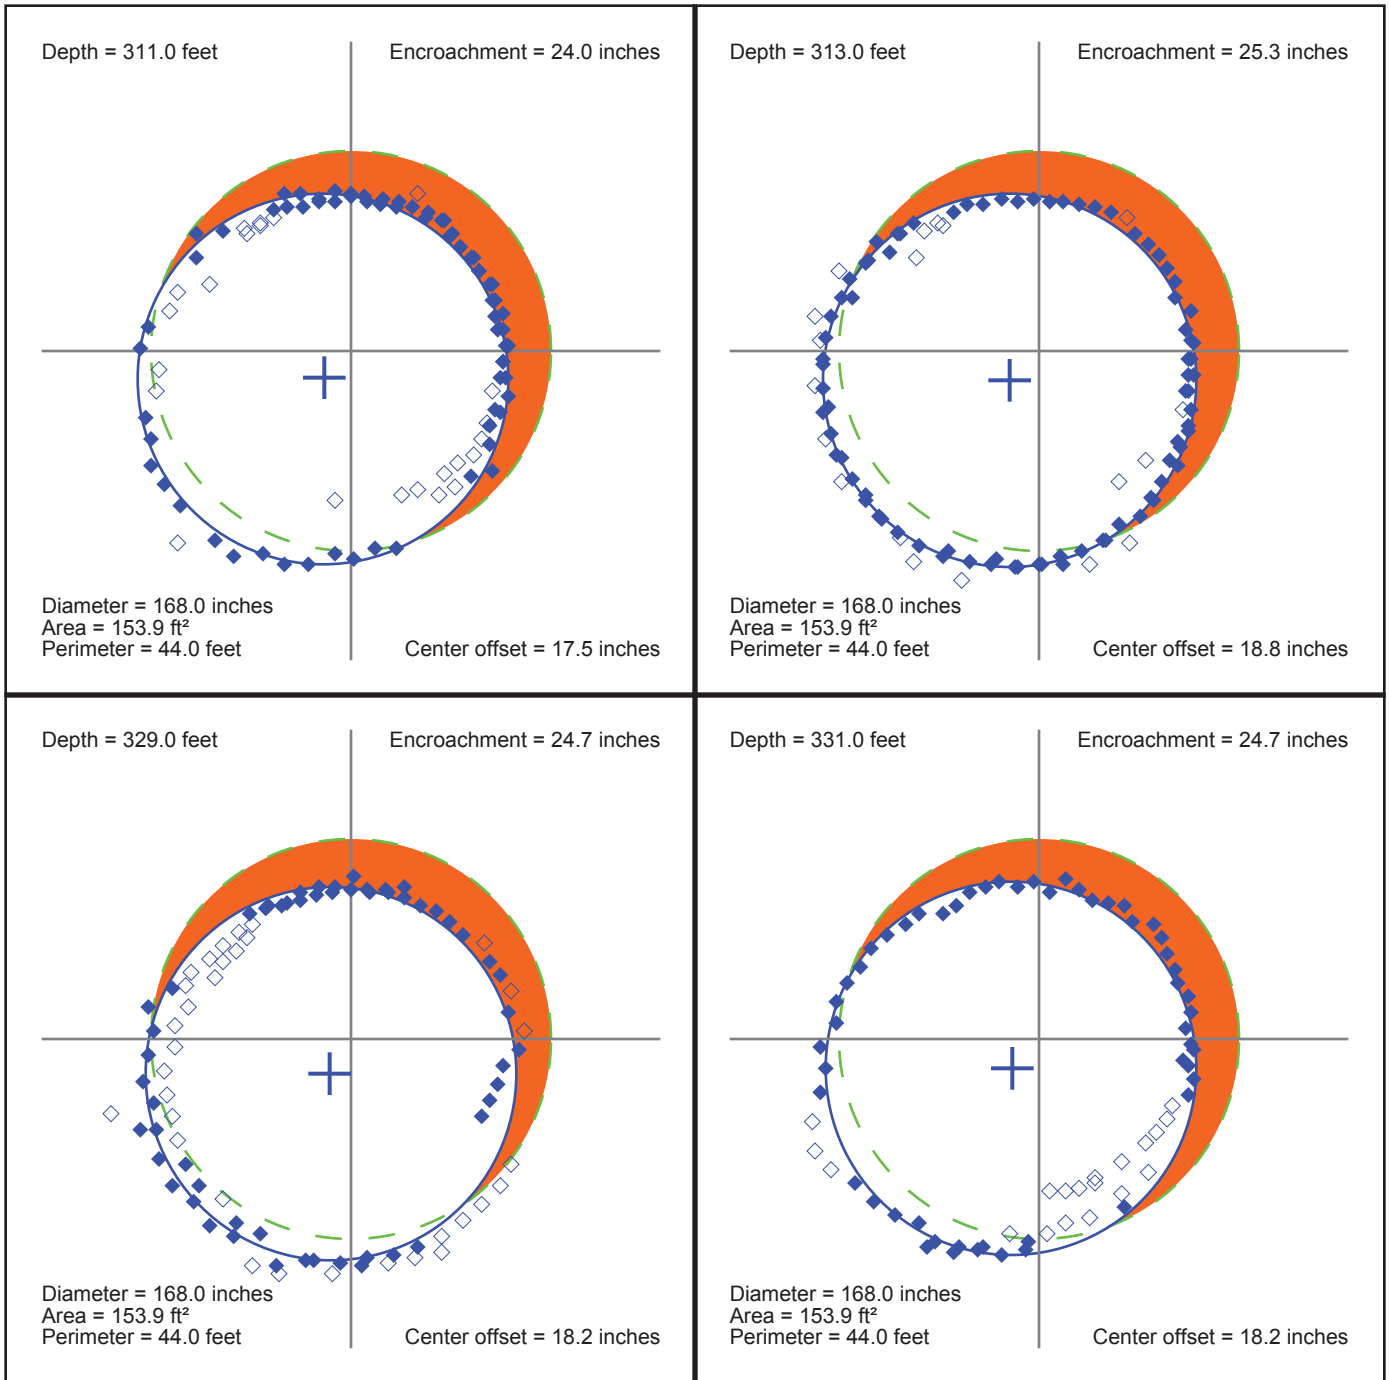 Depth = 311.0 feet
Encroachment = 24.0 inches
Diameter = 168.0 inches
Area = 153.9 ft²
Perimeter = 44.0 feet
Center offset = 17.5 inches
Depth = 313.0 feet
Encroachment = 25.3 inches
Diameter = 168.0 inches
Area = 153.9 ft²
Perimeter = 44.0 feet
Center offset = 18.8 inches
Depth = 329.0 feet
Encroachment = 24.7 inches
Diameter = 168.0 inches
Area = 153.9 ft²
Perimeter = 44.0 feet
Center offset = 18.2 inches
Depth = 331.0 feet
Encroachment = 24.7 inches
Diameter = 168.0 inches
Area = 153.9 ft²
Perimeter = 44.0 feet
Center offset = 18.2 inches